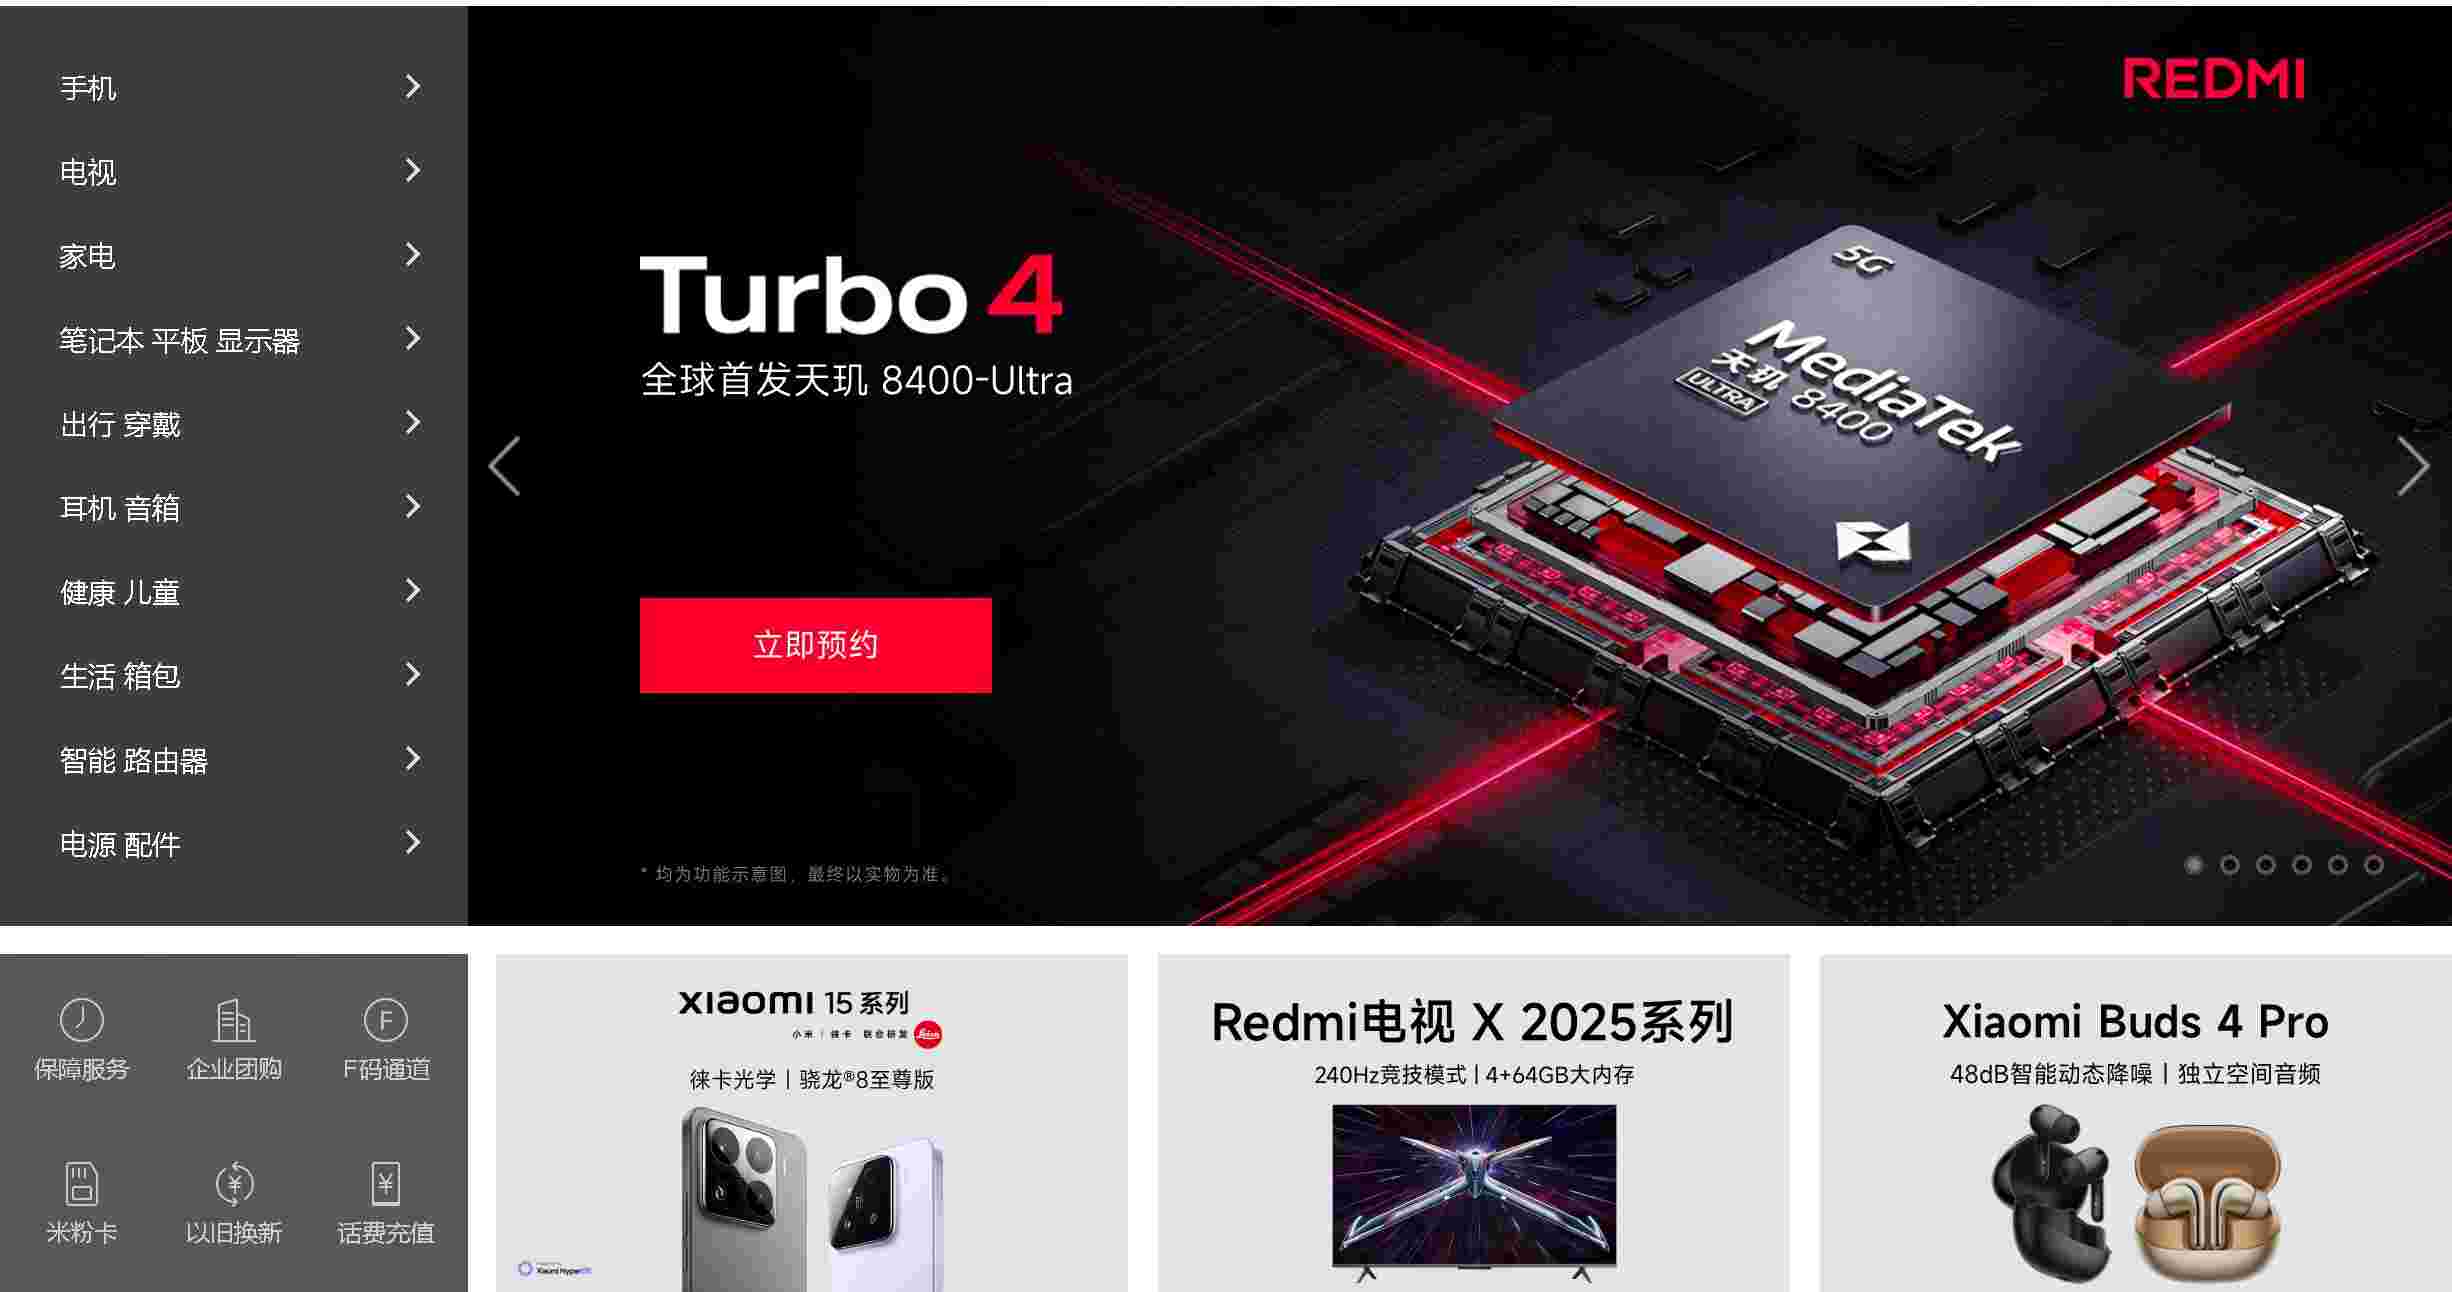 手机
电视
家电
笔记本 平板 显示器
出行 穿戴
耳机 音箱
健康 儿童
生活 箱包
智能 路由器
电源 配件
REDMI
Turbo 4
全球首发天玑 8400-Ultra
立即预约
* 均为功能示意图，最终以实物为准。
5G
MediaTek
天玑 8400
ULTRA
保障服务
企业团购
F码通道
米粉卡
以旧换新
话费充值
xiaomi 15 系列
小米 | 徕卡 联合研发
Leica
徕卡光学 | 骁龙®8至尊版
Xiaomi HyperOS
Redmi电视 X 2025系列
240Hz竞技模式 | 4+64GB大内存
Xiaomi Buds 4 Pro
48dB智能动态降噪 | 独立空间音频